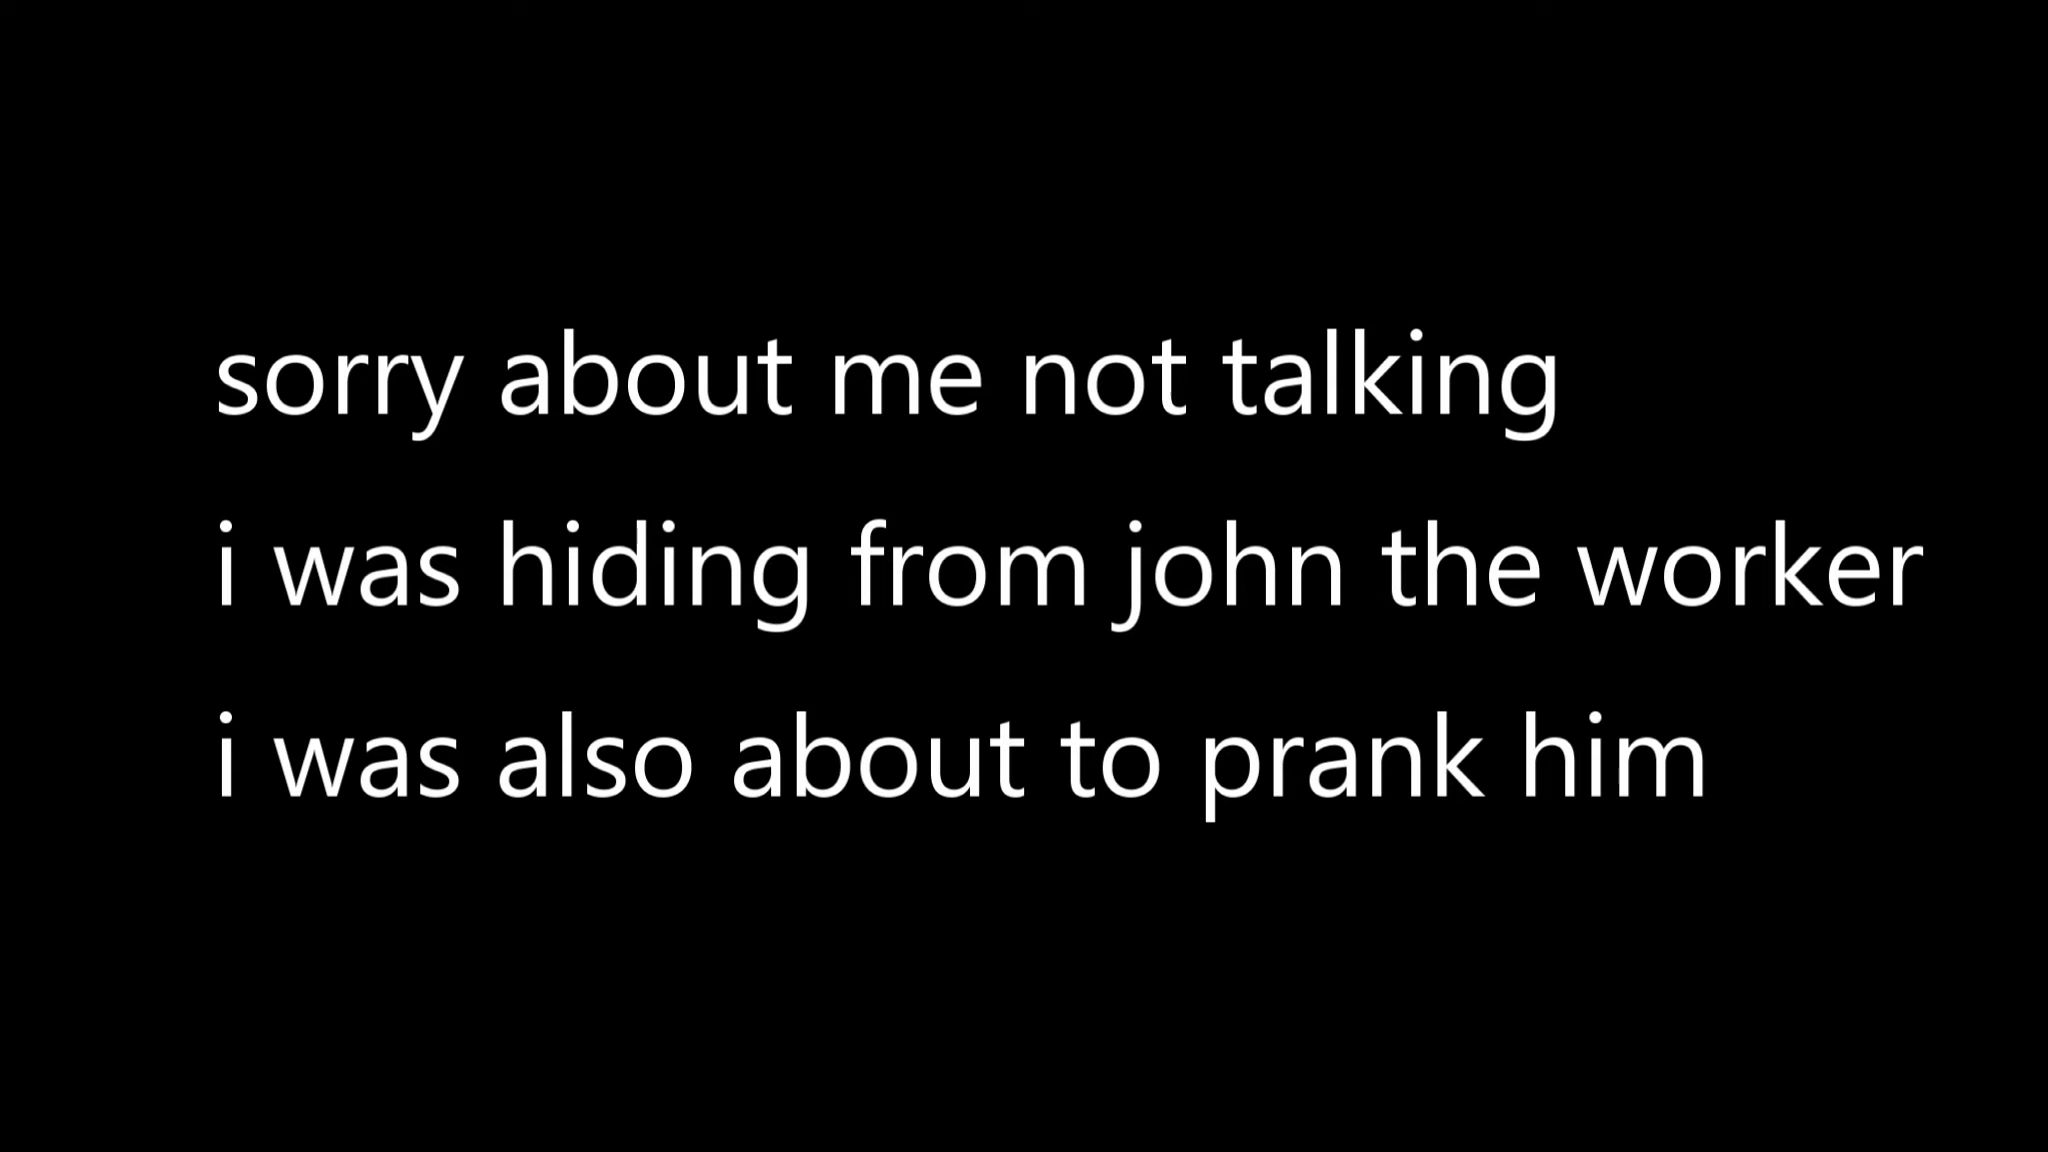 sorry about me not talking
i was hiding from john the worker
i was also about to prank him